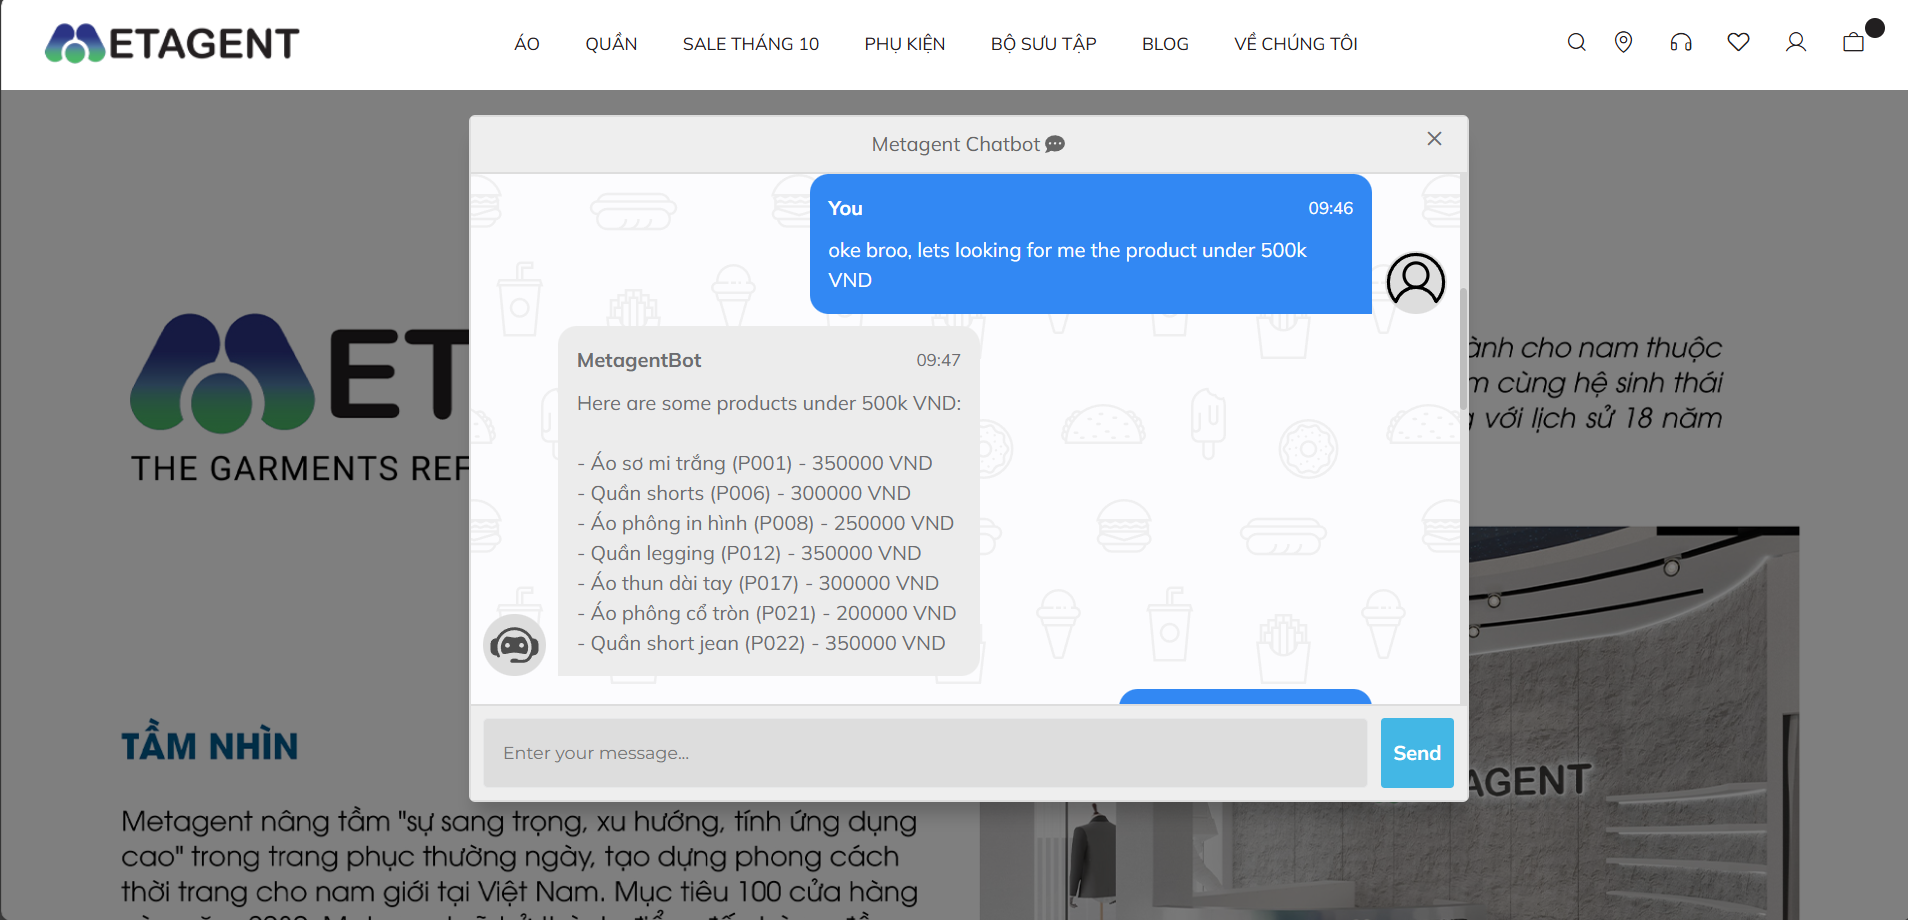 METAGENT
ÁO
QUẦN
SALE THÁNG 10
PHỤ KIỆN
BỘ SƯU TẬP
BLOG
VỀ CHÚNG TÔI
Metagent Chatbot
You
09:46
oke broo, lets looking for me the product under 500k
VND
MetagentBot
09:47
Here are some products under 500k VND:
- Áo sơ mi trắng (P001) - 350000 VND
- Quần shorts (P006) - 300000 VND
- Áo phông in hình (P008) - 250000 VND
- Quần legging (P012) - 350000 VND
- Áo thun dài tay (P017) - 300000 VND
- Áo phông cổ tròn (P021) - 200000 VND
- Quần short jean (P022) - 350000 VND
Enter your message...
Send
MET
THE GARMENTS REF
ành cho nam thuộc
m cùng hệ sinh thái
với lịch sử 18 năm
TẦM NHÌN
Metagent nâng tầm "sự sang trọng, xu hướng, tính ứng dụng
cao" trong trang phục thường ngày, tạo dựng phong cách
thời trang cho nam giới tại Việt Nam. Mục tiêu 100 cửa hàng
AGENT